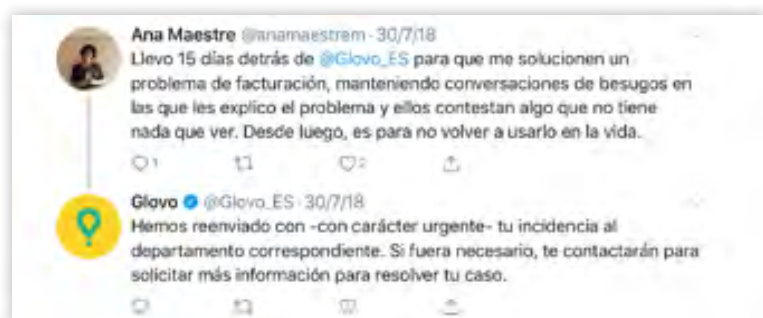 Ana Maestre @anamaestrem · 30/7/18
Llevo 15 días detrás de @Glovo_ES para que me solucionen un
problema de facturación, manteniendo conversaciones de besugos en
las que les explico el problema y ellos contestan algo que no tiene
nada que ver. Desde luego, es para no volver a usarlo en la vida.
1 2
Glovo @Glovo_ES · 30/7/18
Hemos reenviado con -con carácter urgente- tu incidencia al
departamento correspondiente. Si fuera necesario, te contactarán para
solicitar más información para resolver tu caso.